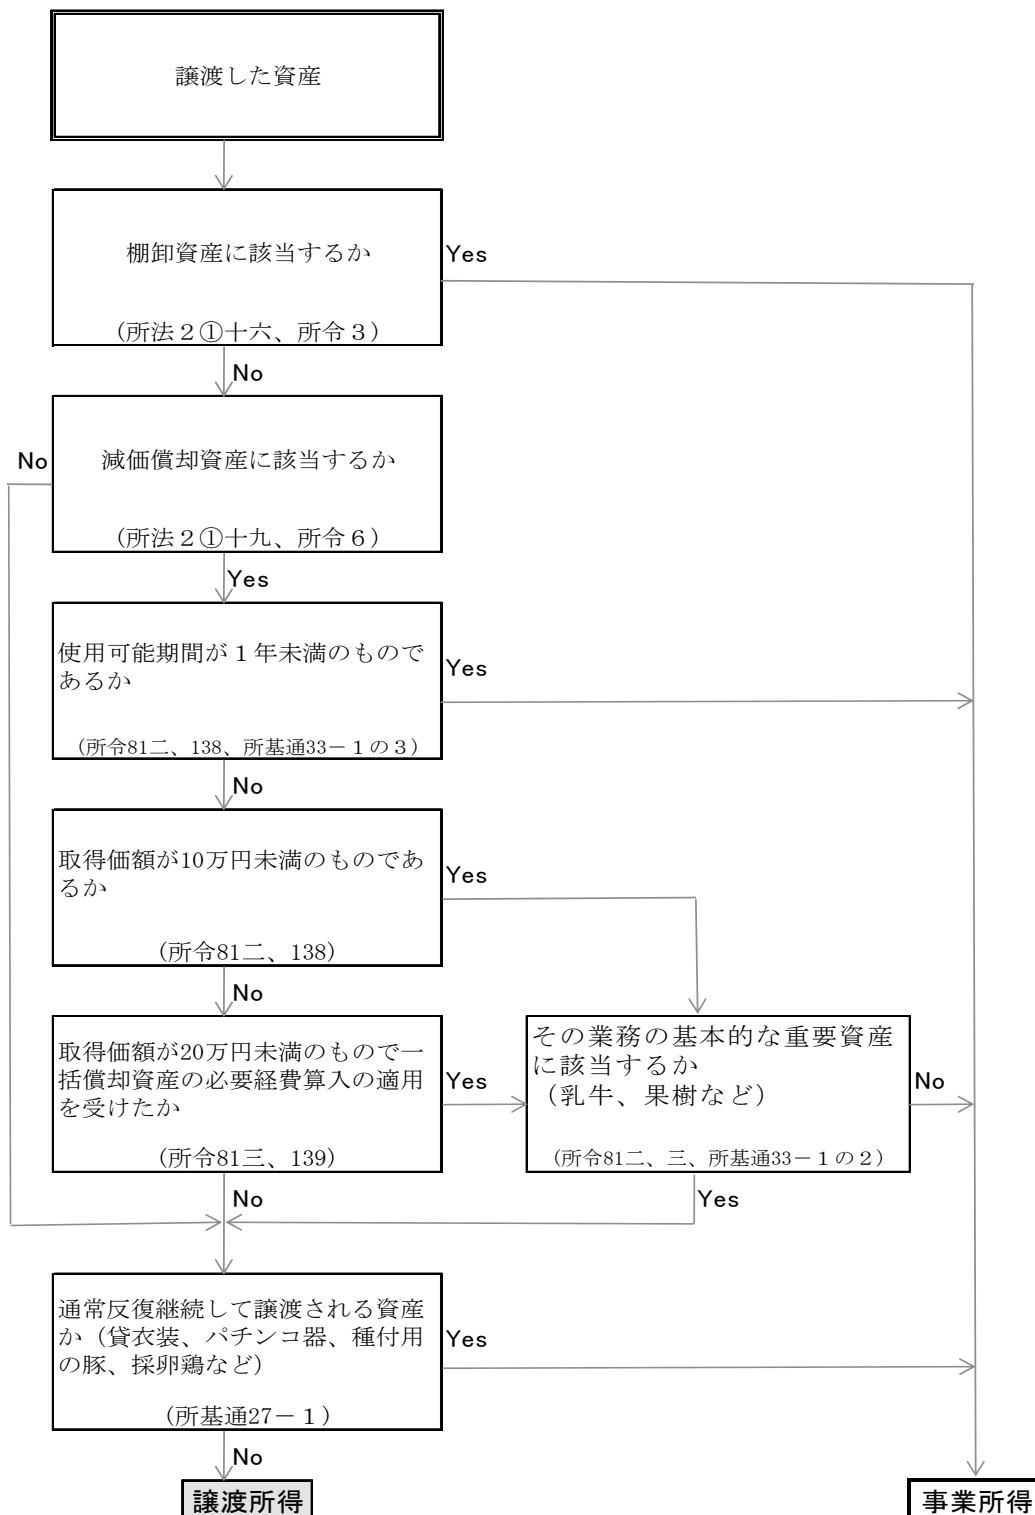 譲渡した資産
棚卸資産に該当するか
Yes
（所法２①十六、所令３）
No
No
減価償却資産に該当するか
（所法２①十九、所令６）
Yes
使用可能期間が１年未満のもので
あるか
Yes
（所令81二、138、所基通33－１の３）
No
取得価額が10万円未満のものであ
るか
Yes
（所令81二、138）
No
取得価額が20万円未満のもので一
括償却資産の必要経費算入の適用
を受けたか
Yes
（所令81三、139）
その業務の基本的な重要資産
に該当するか
（乳牛、果樹など）
No
（所令81二、三、所基通33－１の２）
No
Yes
通常反復継続して譲渡される資産
か（貸衣装、パチンコ器、種付用
の豚、採卵鶏など）
Yes
（所基通27－１）
No
譲渡所得
事業所得